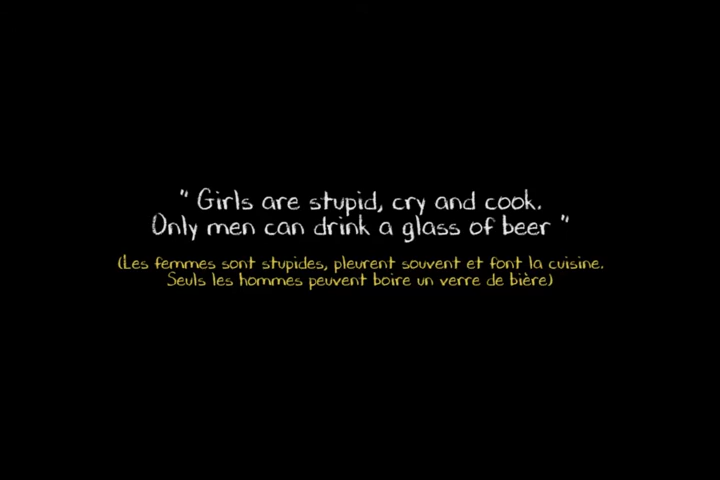 " Girls are stupid, cry and cook.
Only men can drink a glass of beer "
(Les femmes sont stupides, pleurent souvent et font la cuisine.
Seuls les hommes peuvent boire un verre de bière)